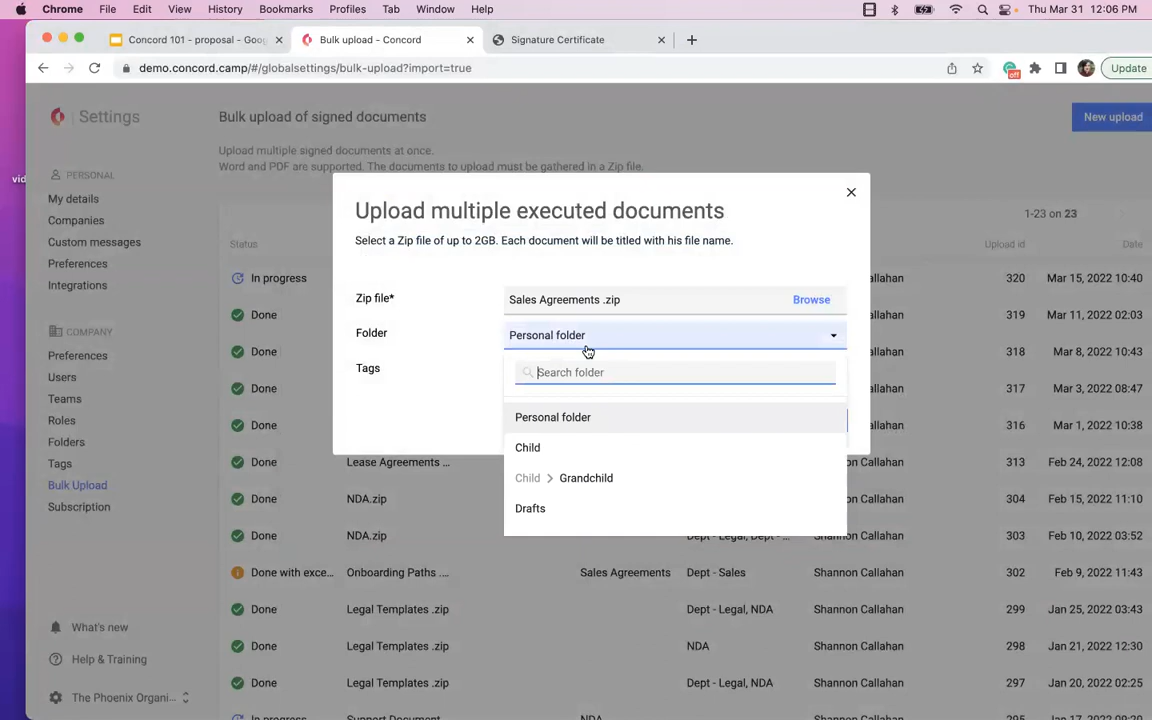 Chrome File Edit View History Bookmarks Profiles Tab Window Help Thu Mar 31 12:06 PM
Concord 101 - proposal - Goog
Bulk upload - Concord
Signature Certificate
demo.concord.camp/#/globalsettings/bulk-upload?import=true
off
Update
vid
Settings
Bulk upload of signed documents
New upload
Upload multiple signed documents at once.
Word and PDF are supported. The documents to upload must be gathered in a Zip file.
PERSONAL
My details
Companies
Custom messages
Preferences
Integrations
COMPANY
Preferences
Users
Teams
Roles
Folders
Tags
Bulk Upload
Subscription
What's new
Help & Training
The Phoenix Organi...
Upload multiple executed documents
Select a Zip file of up to 2GB. Each document will be titled with his file name.
Zip file*
Sales Agreements .zip
Browse
Folder
Personal folder
Tags
Search folder
Personal folder
Child
Child > Grandchild
Drafts
1-23 on 23
Status Upload id Date
In progress Callahan 320 Mar 15, 2022 10:40
Done Callahan 319 Mar 11, 2022 02:03
Done Callahan 318 Mar 8, 2022 10:43
Done Callahan 317 Mar 3, 2022 08:47
Done Callahan 316 Mar 1, 2022 10:38
Done Lease Agreements ... Callahan 313 Feb 24, 2022 12:08
Done NDA.zip Callahan 304 Feb 15, 2022 11:10
Done NDA.zip Dept - Legal, Dept - ... Shannon Callahan 303 Feb 10, 2022 03:52
Done with exce... Onboarding Paths .... Sales Agreements Dept - Sales Shannon Callahan 302 Feb 9, 2022 11:43
Done Legal Templates .zip Dept - Legal, NDA Shannon Callahan 299 Jan 25, 2022 03:43
Done Legal Templates .zip NDA Shannon Callahan 298 Jan 21, 2022 12:38
Done Legal Templates .zip Shannon Callahan 297 Jan 20, 2022 02:25
In progress Support Document NDA Shannon Callahan